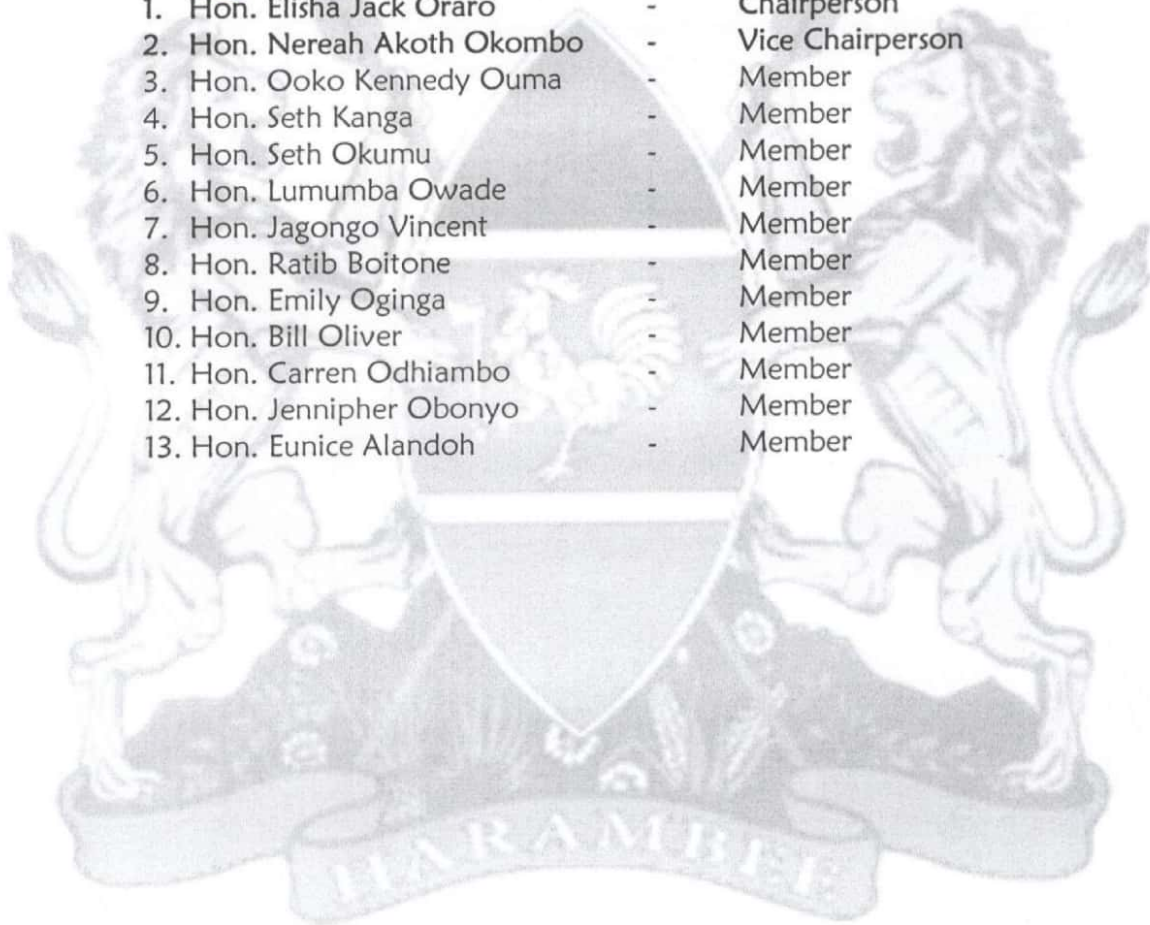 1. Hon. Elisha Jack Oraro - Chairperson
2. Hon. Nereah Akoth Okombo - Vice Chairperson
3. Hon. Ooko Kennedy Ouma - Member
4. Hon. Seth Kanga - Member
5. Hon. Seth Okumu - Member
6. Hon. Lumumba Owade - Member
7. Hon. Jagongo Vincent - Member
8. Hon. Ratib Boitone - Member
9. Hon. Emily Oginga - Member
10. Hon. Bill Oliver - Member
11. Hon. Carren Odhiambo - Member
12. Hon. Jennipher Obonyo - Member
13. Hon. Eunice Alandoh - Member
HARAMBEE